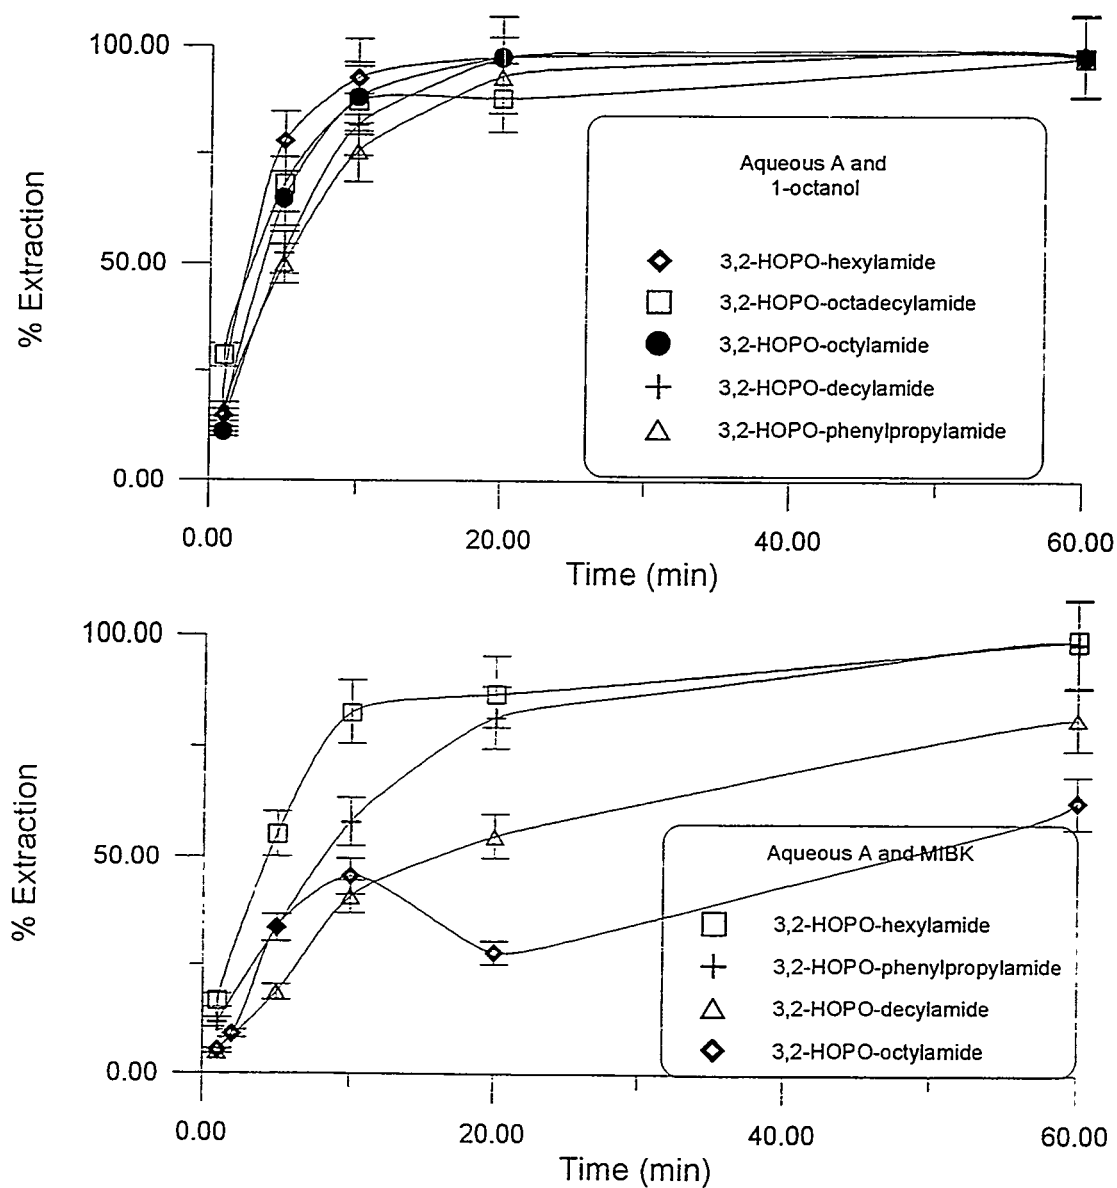 100.00
50.00
0.00
% Extraction
Aqueous A and
1-octanol
3,2-HOPO-hexylamide
3,2-HOPO-octadecylamide
3,2-HOPO-octylamide
3,2-HOPO-decylamide
3,2-HOPO-phenylpropylamide
0.00 20.00 40.00 60.00
Time (min)
100.00
50.00
0.00
% Extraction
Aqueous A and MIBK
3,2-HOPO-hexylamide
3,2-HOPO-phenylpropylamide
3,2-HOPO-decylamide
3,2-HOPO-octylamide
0.00 20.00 40.00 60.00
Time (min)